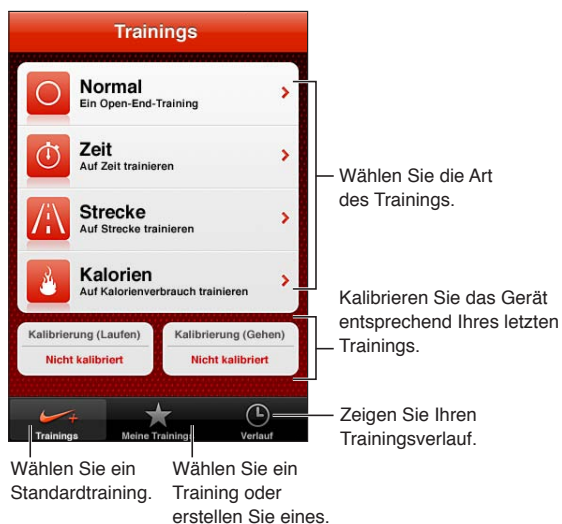 Trainings
Normal
Ein Open-End-Training
Zeit
Auf Zeit trainieren
Strecke
Auf Strecke trainieren
Kalorien
Auf Kalorienverbrauch trainieren
Wählen Sie die Art
des Trainings.
Kalibrierung (Laufen)
Nicht kalibriert
Kalibrierung (Gehen)
Nicht kalibriert
Kalibrieren Sie das Gerät
entsprechend Ihres letzten
Trainings.
Trainings
Meine Trainings
Verlauf
Zeigen Sie Ihren
Trainingsverlauf.
Wählen Sie ein
Standardtraining.
Wählen Sie ein
Training oder
erstellen Sie eines.